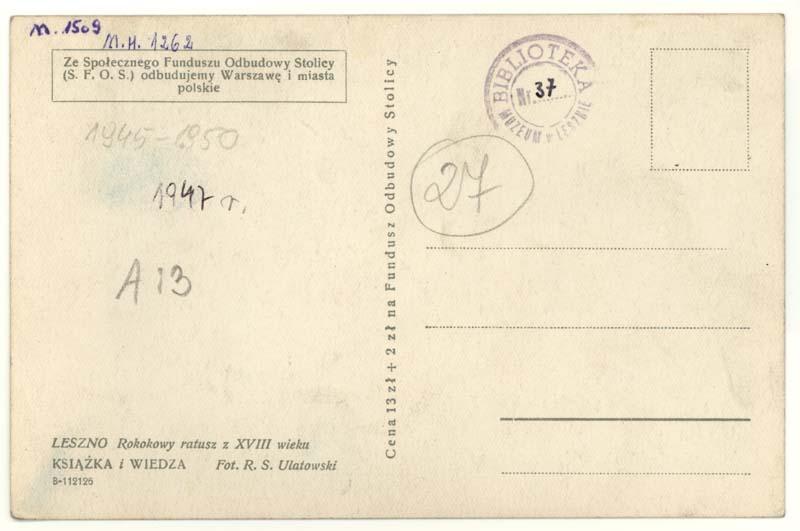 M. 1509
M.H. 1262
Ze Społecznego Funduszu Odbudowy Stolicy
(S. F. O. S.) odbudujemy Warszawę i miasta
polskie
1945-1950
1947 r.
A 13
LESZNO Rokokowy ratusz z XVIII wieku
KSIĄŻKA i WIEDZA Fot. R. S. Ulatowski
B-112126
Cena 13 zł + 2 zł na Fundusz Odbudowy Stolicy
BIBLIOTEKA
Nr 37
MUZEUM w LESZNIE
27